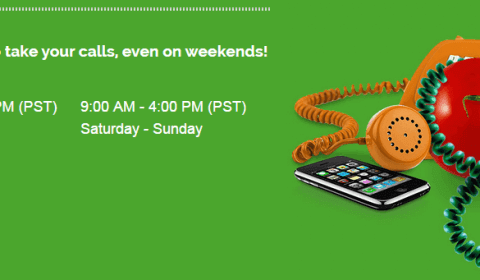 take your calls, even on weekends!
PM (PST) 9:00 AM - 4:00 PM (PST)
Saturday - Sunday